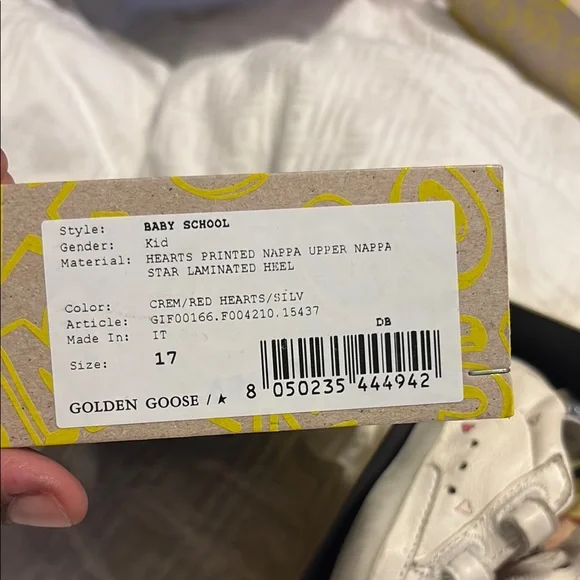 Style: BABY SCHOOL
Gender: Kid
Material: HEARTS PRINTED NAPPA UPPER NAPPA
STAR LAMINATED HEEL
Color: CREM/RED HEARTS/SILV
Article: GIF00166.F004210.15437
Made In: IT
DB
Size: 17
GOLDEN GOOSE /★
8 050235 444942